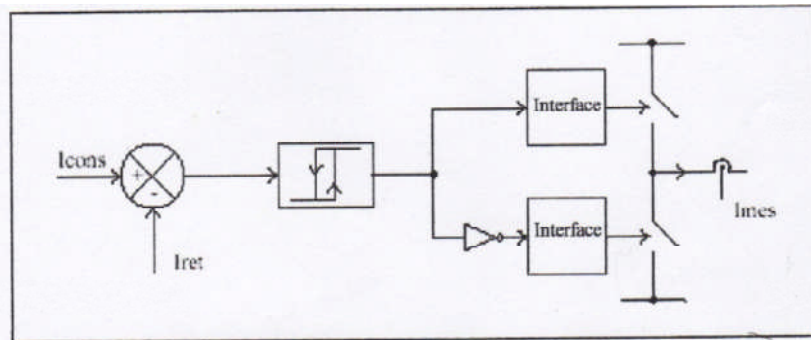 Interface
Icons
+
-
Iret
Interface
Imes